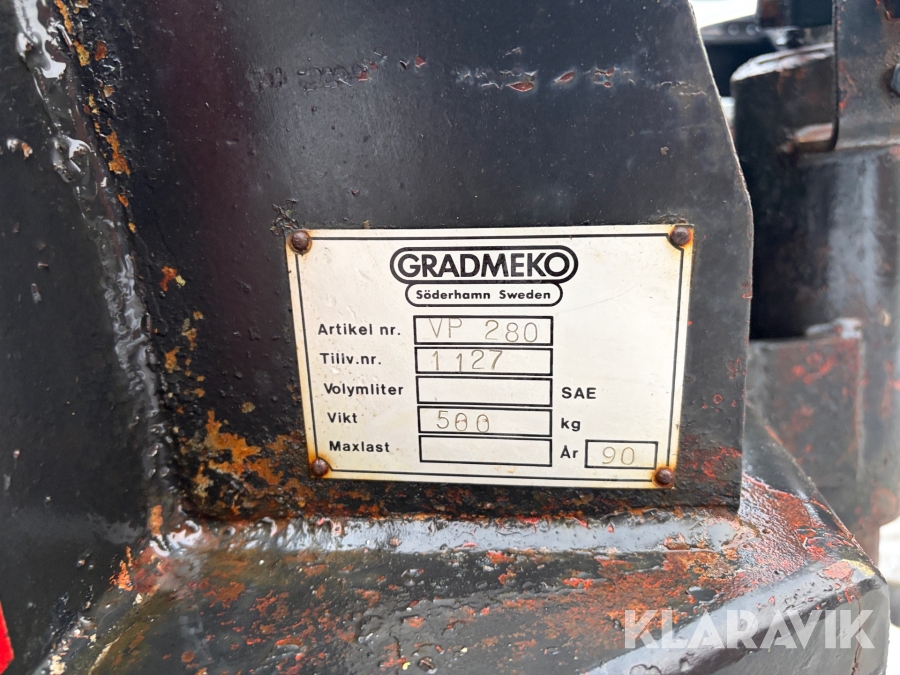 GRADMEKO
Söderhamn Sweden
Artikel nr. VP 280
Tillv.nr. 1127
Volymliter SAE
Vikt 500 kg
Maxlast År 90
KLARAVIK